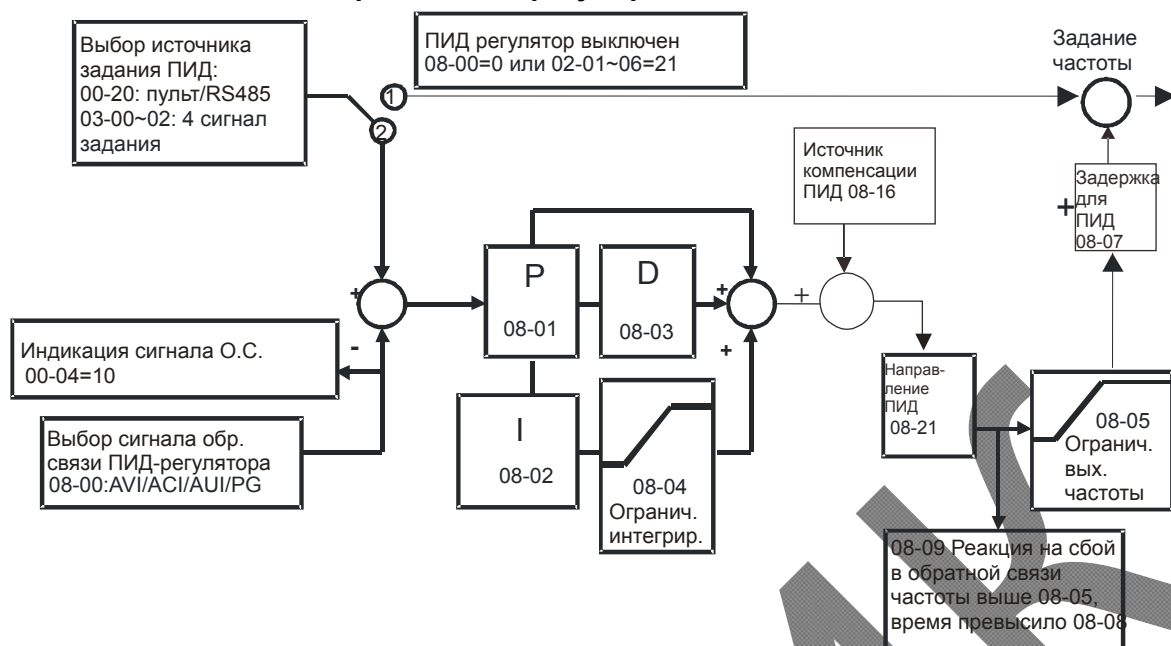 Выбор источника
задания ПИД:
00-20: пульт/RS485
03-00~02: 4 сигнал
задания
ПИД регулятор выключен
08-00=0 или 02-01~06=21
Задание
частоты
1
2
Источник
компенсации
ПИД 08-16
Задержка
для
ПИД
08-07
+
P
08-01
D
08-03
+
+
+
+
-
Индикация сигнала О.С.
00-04=10
Выбор сигнала обр.
связи ПИД-регулятора
08-00:AVI/ACI/AUI/PG
I
08-02
08-04
Огранич.
интегрир.
Направ-
ление
ПИД
08-21
08-05
Огранич.
вых.
частоты
08-09 Реакция на сбой
в обратной связи
частоты выше 08-05,
время превысило 08-08